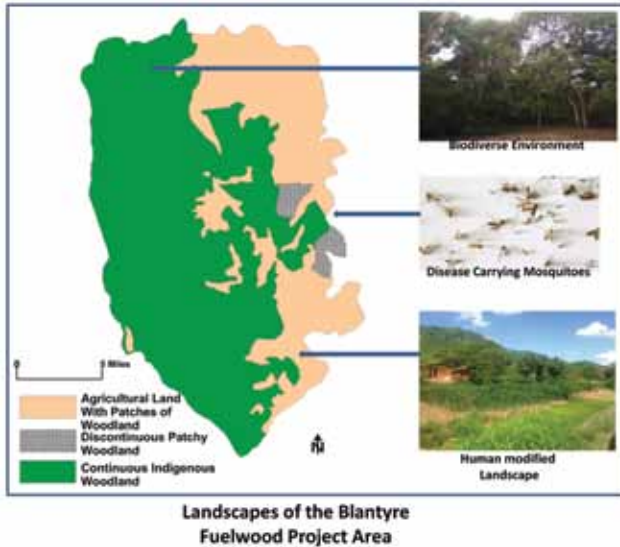 Biodiverse Environment
Disease Carrying Mosquitoes
0
5 Miles
Agricultural Land
With Patches of
Woodland
Discontinuous Patchy
Woodland
Continuous Indigenous
Woodland
N
Human modified
Landscape
Landscapes of the Blantyre
Fuelwood Project Area